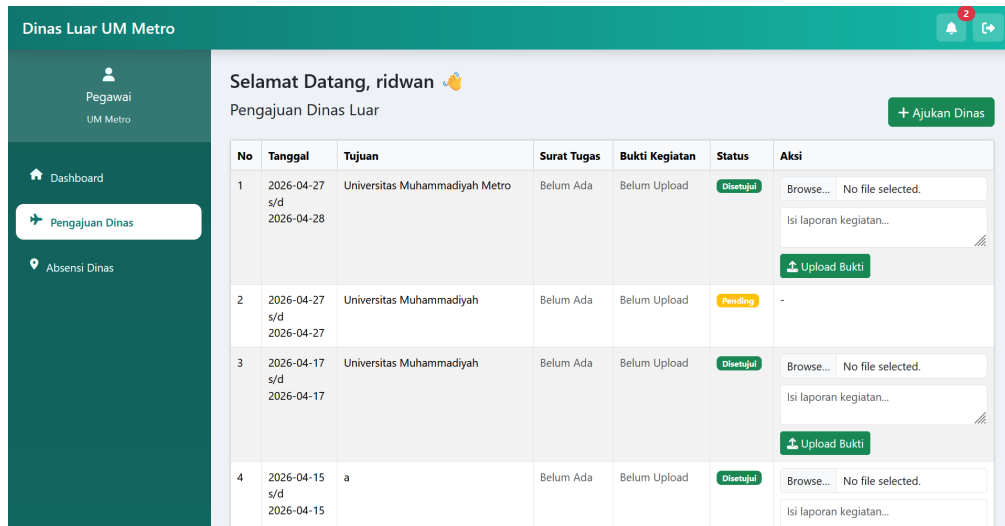 Dinas Luar UM Metro
2
Pegawai
UM Metro
Dashboard
Pengajuan Dinas
Absensi Dinas
Selamat Datang, ridwan 👋
Pengajuan Dinas Luar
+ Ajukan Dinas
No Tanggal Tujuan Surat Tugas Bukti Kegiatan Status Aksi
1 2026-04-27 Universitas Muhammadiyah Metro Belum Ada Belum Upload Disetujui Browse... No file selected.
s/d
2026-04-28
Isi laporan kegiatan...
Upload Bukti
2 2026-04-27 Universitas Muhammadiyah Belum Ada Belum Upload Pending -
s/d
2026-04-27
3 2026-04-17 Universitas Muhammadiyah Belum Ada Belum Upload Disetujui Browse... No file selected.
s/d
2026-04-17
Isi laporan kegiatan...
Upload Bukti
4 2026-04-15 a Belum Ada Belum Upload Disetujui Browse... No file selected.
s/d
2026-04-15
Isi laporan kegiatan...